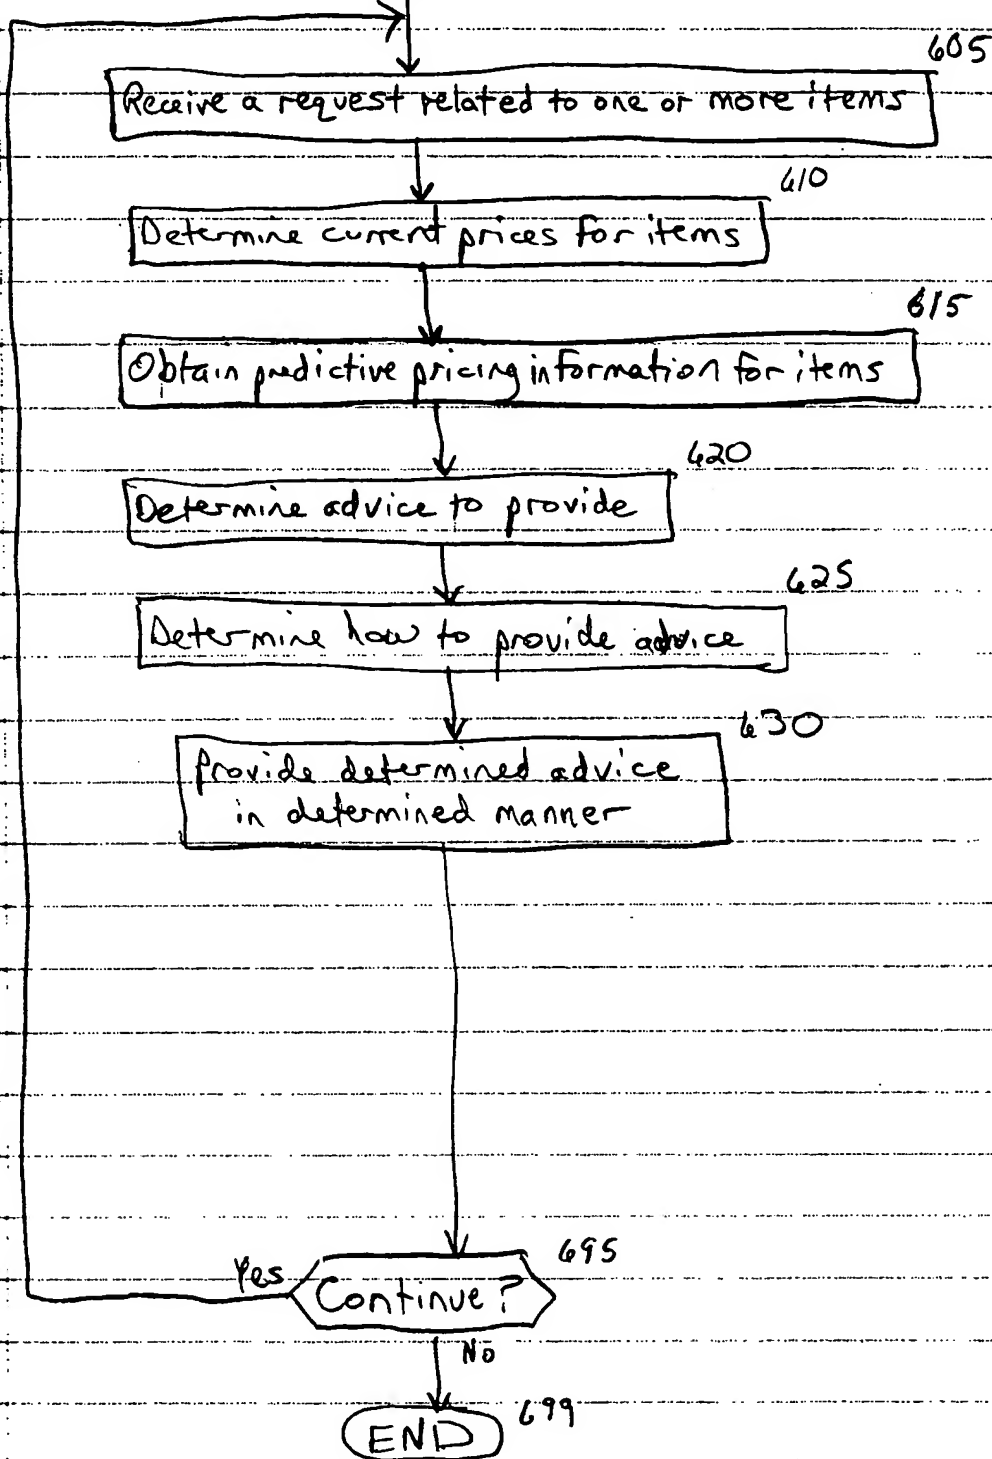 605
Receive a request related to one or more items
610
Determine current prices for items
615
Obtain predictive pricing information for items
620
Determine advice to provide
625
Determine how to provide advice
630
Provide determined advice
in determined manner
695
Yes
Continue?
No
699
END